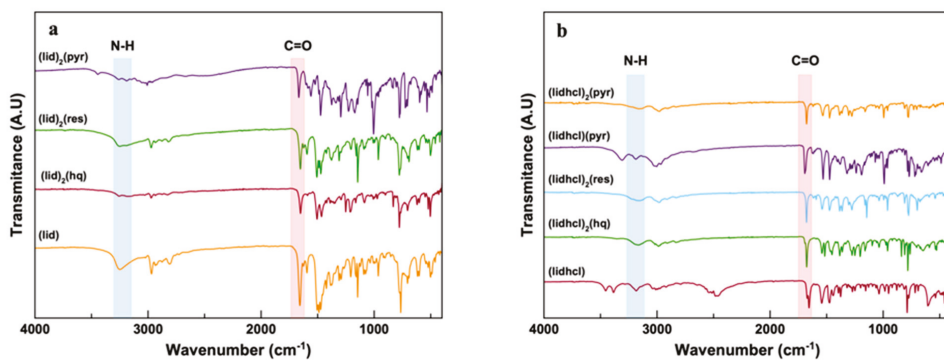 a
N-H
C=O
(lid)₂(pyr)
(lid)₂(res)
(lid)₂(hq)
(lid)
Transmitance (A.U)
4000 3000 2000 1000
Wavenumber (cm⁻¹)
b
N-H
C=O
(lidhcl)₂(pyr)
(lidhcl)(pyr)
(lidhcl)₂(res)
(lidhcl)₂(hq)
(lidhcl)
Transmitance (A.U)
4000 3000 2000 1000
Wavenumber (cm⁻¹)